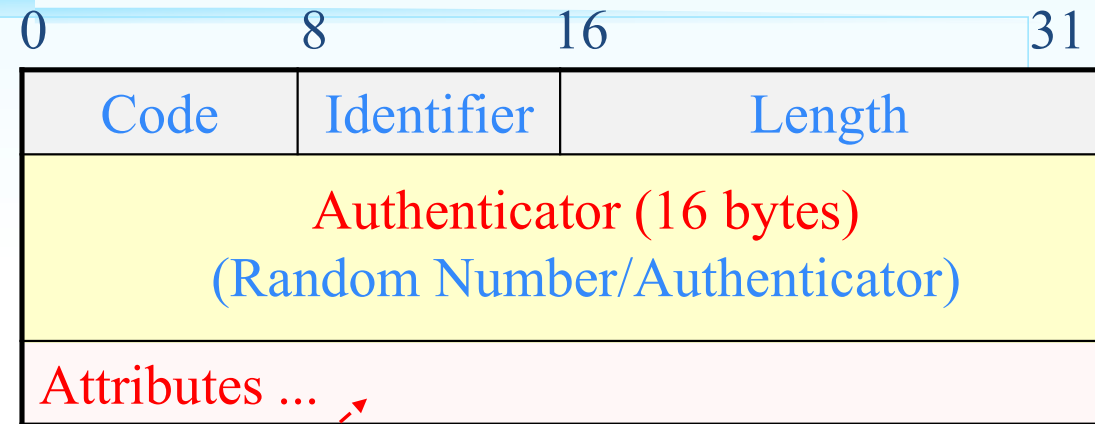 0 8 16 31
Code Identifier Length
Authenticator (16 bytes)
(Random Number/Authenticator)
Attributes ...